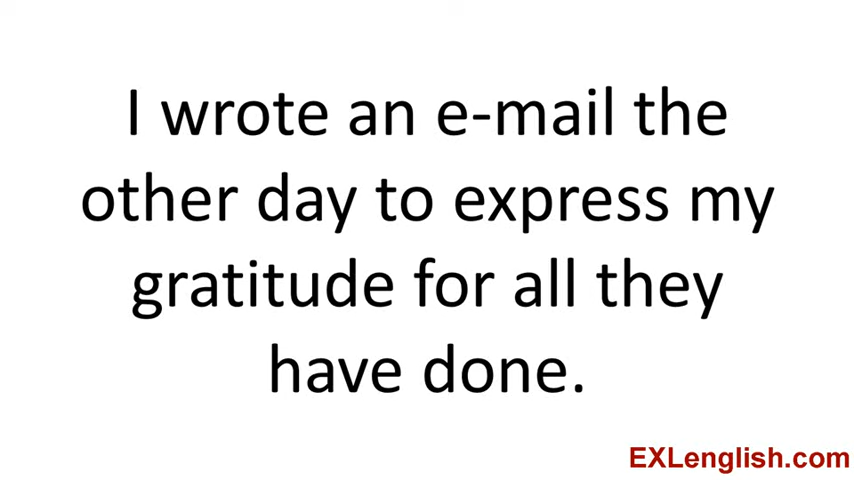 I wrote an e-mail the
other day to express my
gratitude for all they
have done.
EXLenglish.com